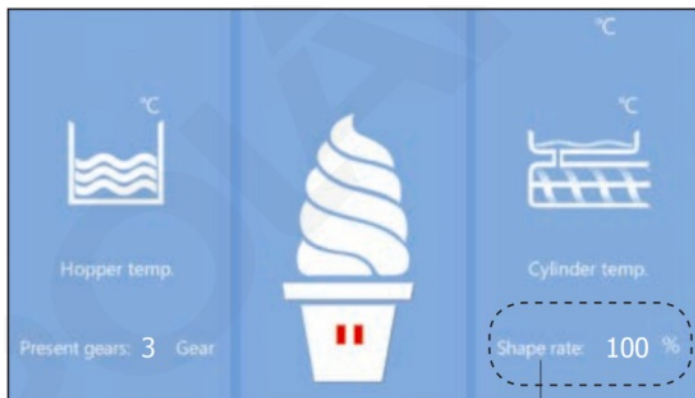 °C
°C
°C
Hopper temp.
Cylinder temp.
Present gears: 3 Gear
Shape rate: 100 %